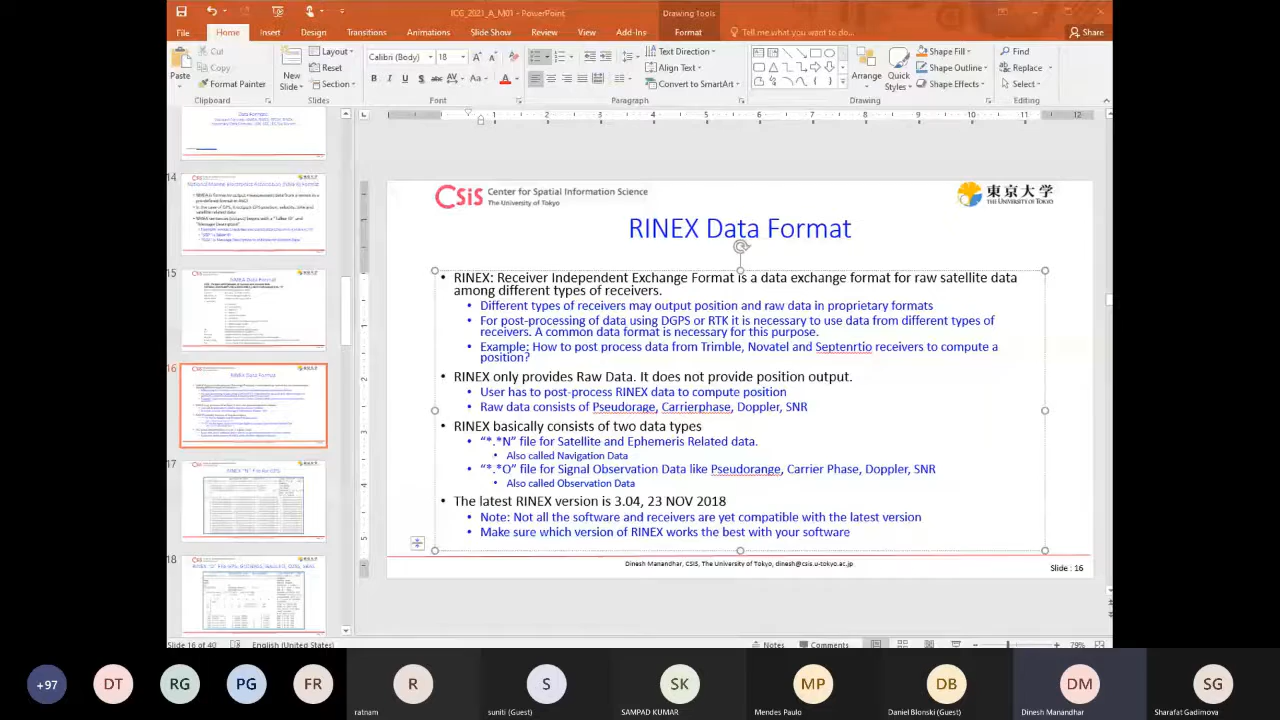 ICG_2021_A_M01 - PowerPoint
Drawing Tools
File
Home
Insert
Design
Transitions
Animations
Slide Show
Review
View
Add-Ins
Format
Tell me what you want to do...
Share
Paste
Cut
Copy
Format Painter
Clipboard
New
Slide
Layout
Reset
Section
Slides
Calibri (Body)
18
Font
Paragraph
Text Direction
Align Text
Convert to SmartArt
Arrange
Quick
Styles
Shape Fill
Shape Outline
Shape Effects
Drawing
Find
Replace
Select
Editing
14
15
NMEA Data Format
16
NMEA Data Format
17
RINEX "N" File for GPS
18
CSiS
Center for Spatial Information Science
The University of Tokyo
東京大学
THE UNIVERSITY OF TOKYO
RINEX Data Format
• RINEX: Receiver Independent Exchange Format is a data exchange format for raw satellite data
among different types of receivers.
• Different types of receivers may output position and raw data in proprietary formats
• For post-processing of data using DGPS or RTK it is necessary to use data from different types of
receivers. A common data format is necessary for this purpose.
• Example: How to post process data from Trimble, Novatel and Septenrtio receivers to compute a
position?
• RINEX only provides Raw Data. It does not provide position output.
• User has to post-process RINEX data to compute position
• Raw data consists of Pseudorange, Carrierphase, Doppler, SNR
• RINEX basically consists of two data types
• "*.*N" file for Satellite and Ephemeris Related data.
• Also called Navigation Data
• "*.*O" file for Signal Observation Data like Pseudorange, Carrier Phase, Doppler, SNR
• Also called Observation Data
• The latest RINEX version is 3.04, 23 NOV 2018
• Note: Not all the software and receivers are yet compatible with the latest version
• Make sure which version of RINEX works the best with your software
Dinesh Manandhar, CSIS, The University of Tokyo, dinesh@csis.u-tokyo.ac.jp
Slide : 16
Slide 16 of 40
English (United States)
Notes
Comments
79%
+97
DT
RG
PG
FR
R
ratnam
S
suniti (Guest)
SK
SAMPAD KUMAR
MP
Mendes Paulo
DB
Daniel Blonski (Guest)
DM
Dinesh Manandhar
SG
Sharafat Gadimova